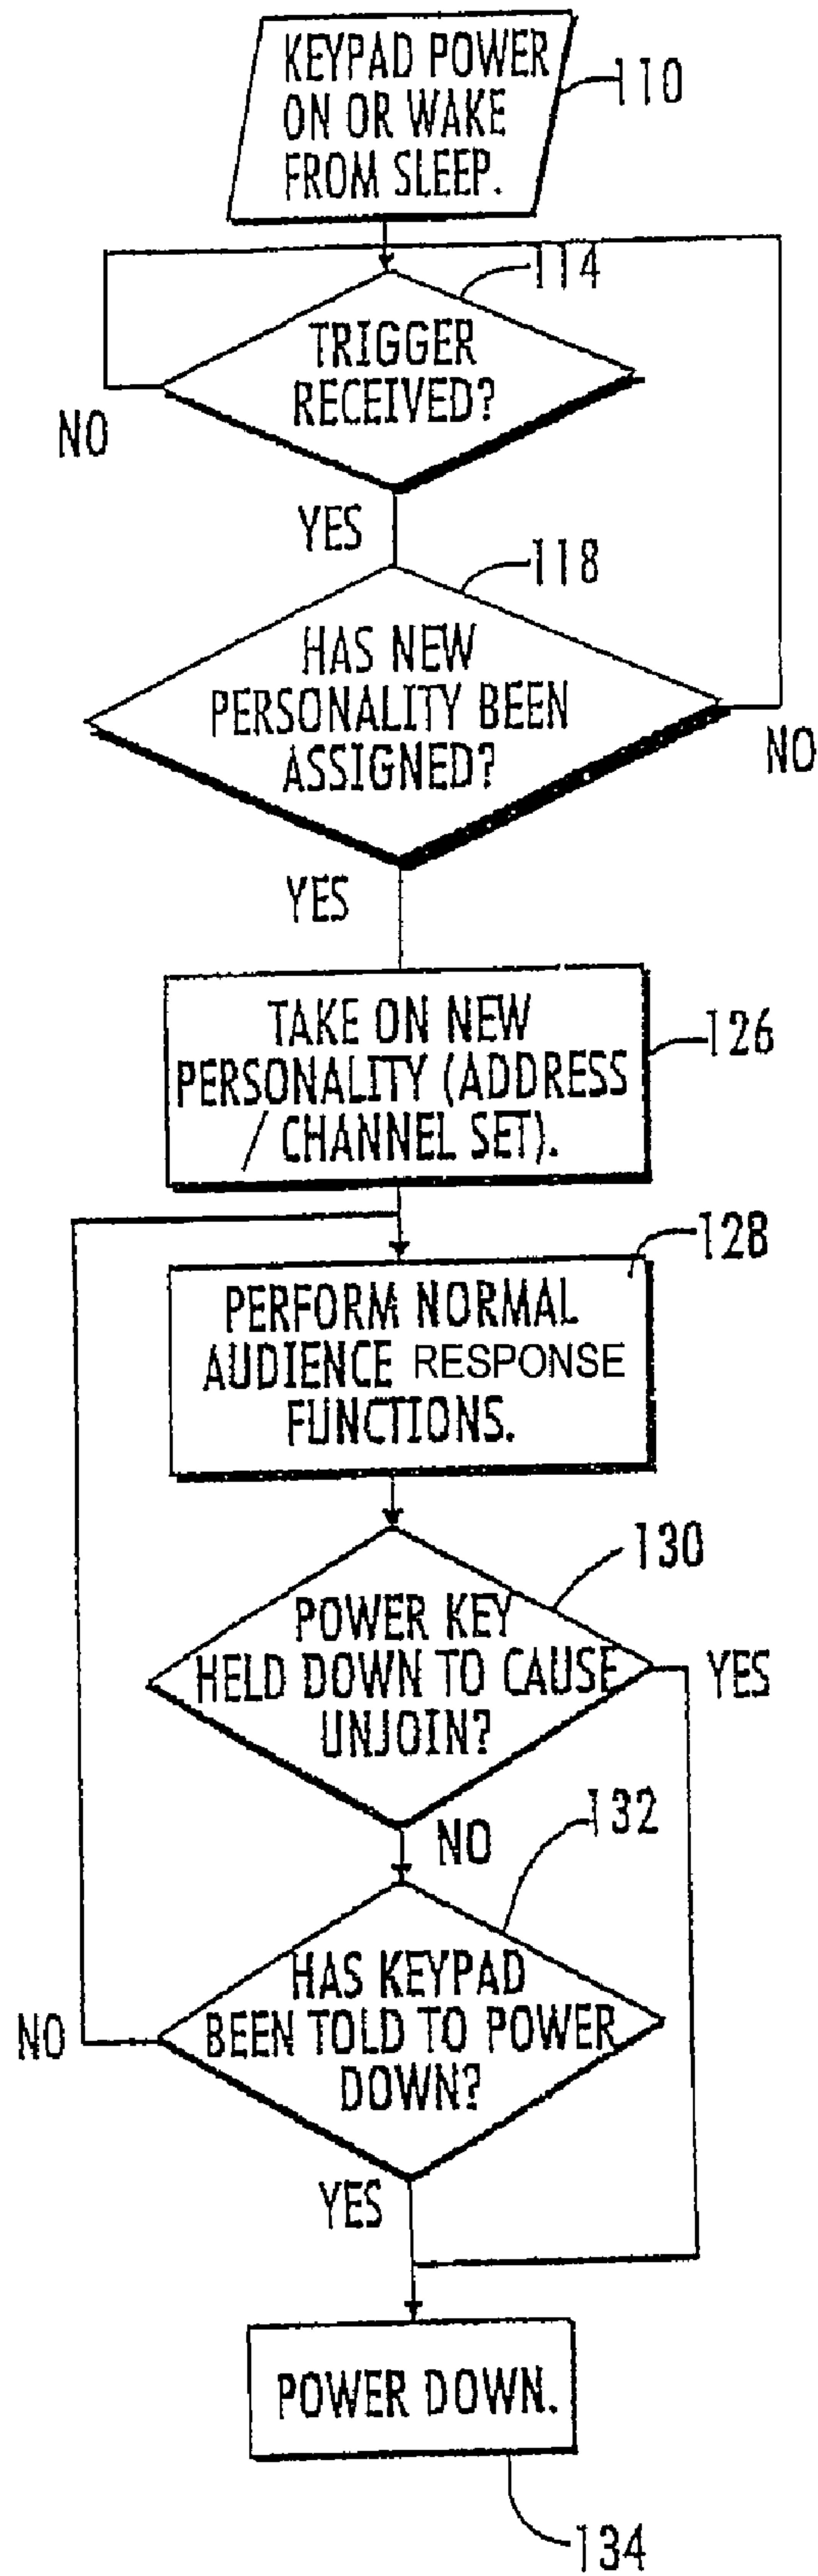 KEYPAD POWER
ON OR WAKE
FROM SLEEP.
110
114
TRIGGER
RECEIVED?
NO
YES
118
HAS NEW
PERSONALITY BEEN
ASSIGNED?
NO
YES
TAKE ON NEW
PERSONALITY (ADDRESS
/ CHANNEL SET).
126
128
PERFORM NORMAL
AUDIENCE RESPONSE
FUNCTIONS.
130
POWER KEY
HELD DOWN TO CAUSE
UNJOIN?
YES
NO
132
HAS KEYPAD
BEEN TOLD TO POWER
DOWN?
NO
YES
POWER DOWN.
134